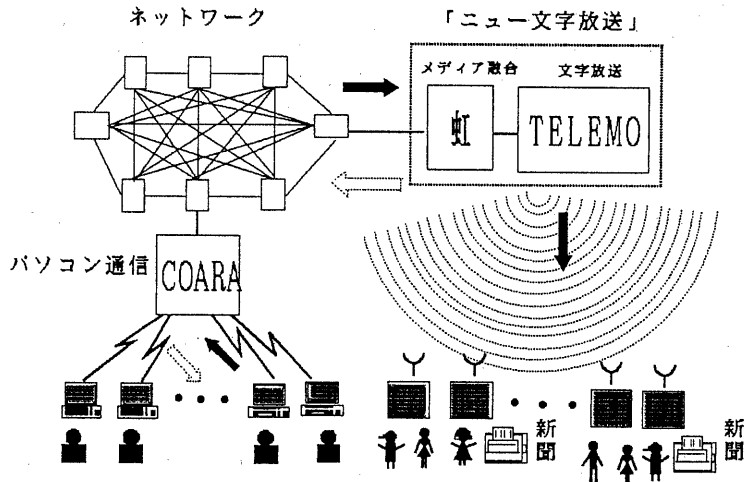 ネットワーク
「ニュー文字放送」
メディア融合
文字放送
虹
TELEMO
パソコン通信
COARA
新聞
新聞